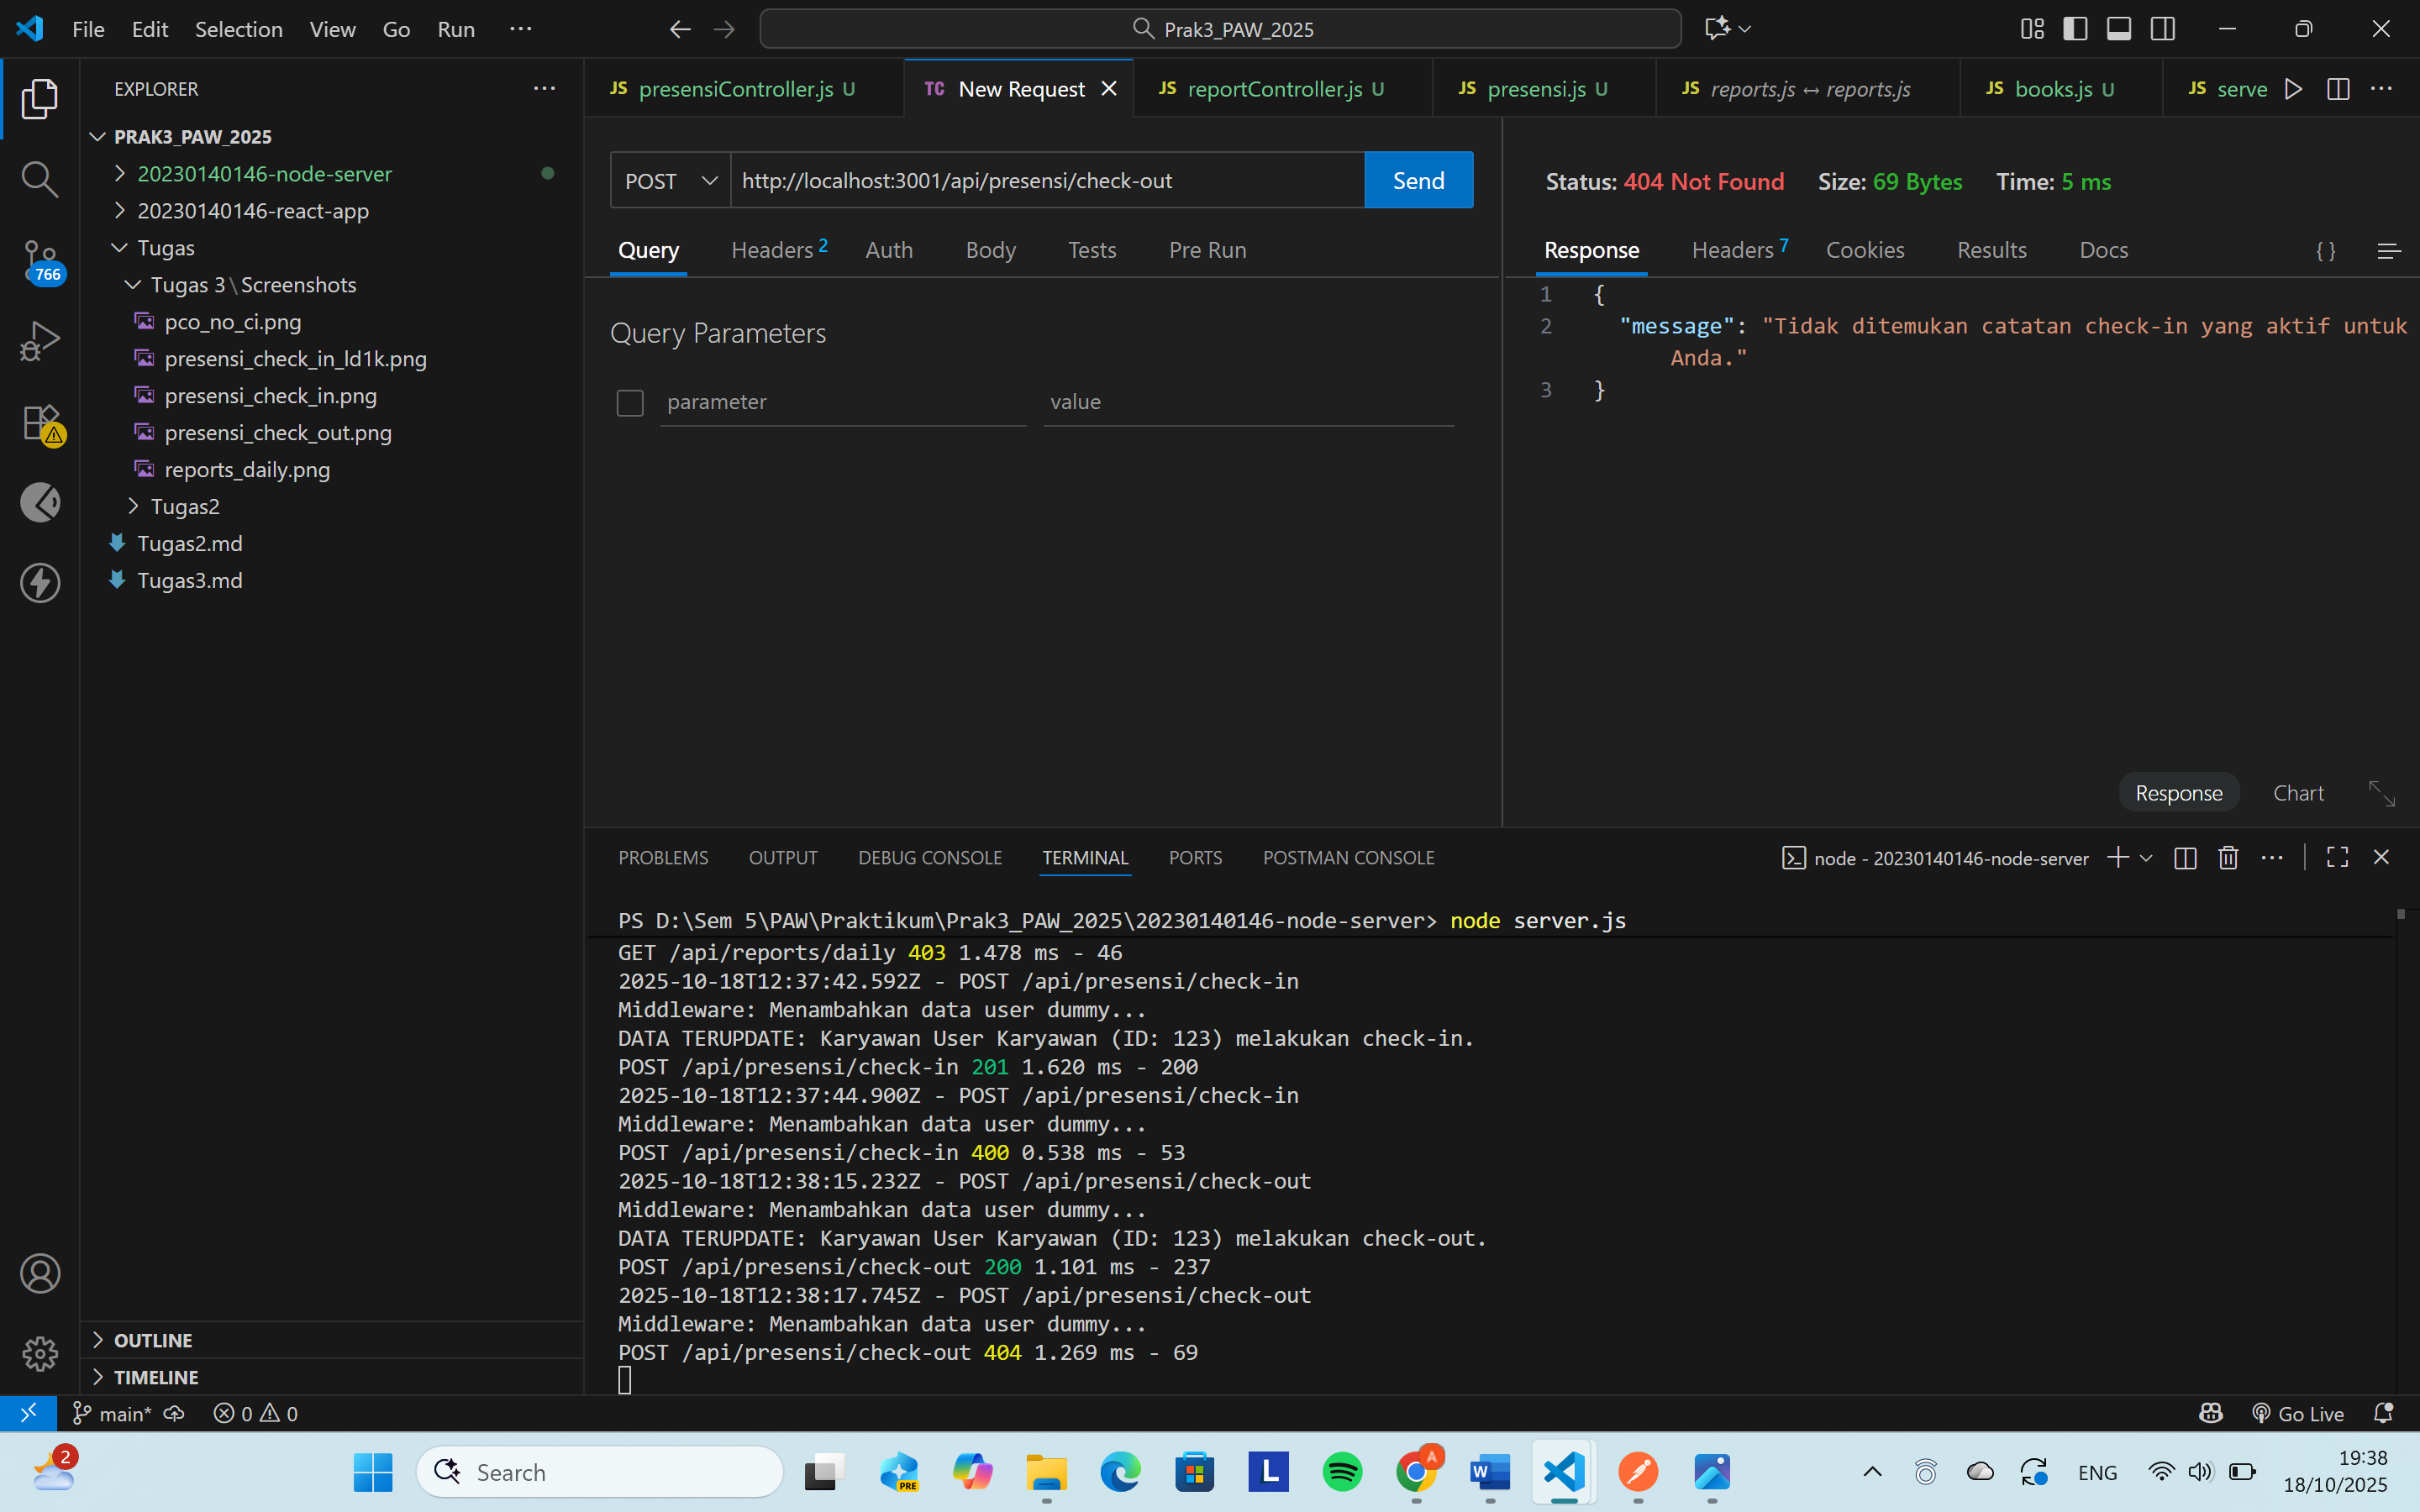 File Edit Selection View Go Run ··· Prak3_PAW_2025
EXPLORER ···
PRAK3_PAW_2025
20230140146-node-server
20230140146-react-app
Tugas
Tugas 3\Screenshots
pco_no_ci.png
presensi_check_in_ld1k.png
presensi_check_in.png
presensi_check_out.png
reports_daily.png
Tugas2
Tugas2.md
Tugas3.md
766
OUTLINE
TIMELINE
JS presensiController.js U TC New Request JS reportController.js U JS presensi.js U JS reports.js ↔ reports.js JS books.js U JS serve ···
POST http://localhost:3001/api/presensi/check-out Send
Query Headers 2 Auth Body Tests Pre Run
Query Parameters
parameter value
Status: 404 Not Found Size: 69 Bytes Time: 5 ms
Response Headers 7 Cookies Results Docs { }
1 {
2 "message": "Tidak ditemukan catatan check-in yang aktif untuk
Anda."
3 }
Response Chart
PROBLEMS OUTPUT DEBUG CONSOLE TERMINAL PORTS POSTMAN CONSOLE node - 20230140146-node-server ···
PS D:\Sem 5\PAW\Praktikum\Prak3_PAW_2025\20230140146-node-server> node server.js
GET /api/reports/daily 403 1.478 ms - 46
2025-10-18T12:37:42.592Z - POST /api/presensi/check-in
Middleware: Menambahkan data user dummy...
DATA TERUPDATE: Karyawan User Karyawan (ID: 123) melakukan check-in.
POST /api/presensi/check-in 201 1.620 ms - 200
2025-10-18T12:37:44.900Z - POST /api/presensi/check-in
Middleware: Menambahkan data user dummy...
POST /api/presensi/check-in 400 0.538 ms - 53
2025-10-18T12:38:15.232Z - POST /api/presensi/check-out
Middleware: Menambahkan data user dummy...
DATA TERUPDATE: Karyawan User Karyawan (ID: 123) melakukan check-out.
POST /api/presensi/check-out 200 1.101 ms - 237
2025-10-18T12:38:17.745Z - POST /api/presensi/check-out
Middleware: Menambahkan data user dummy...
POST /api/presensi/check-out 404 1.269 ms - 69
main* 0 0 Go Live
2 Search PRE L A W ENG 19:38
18/10/2025